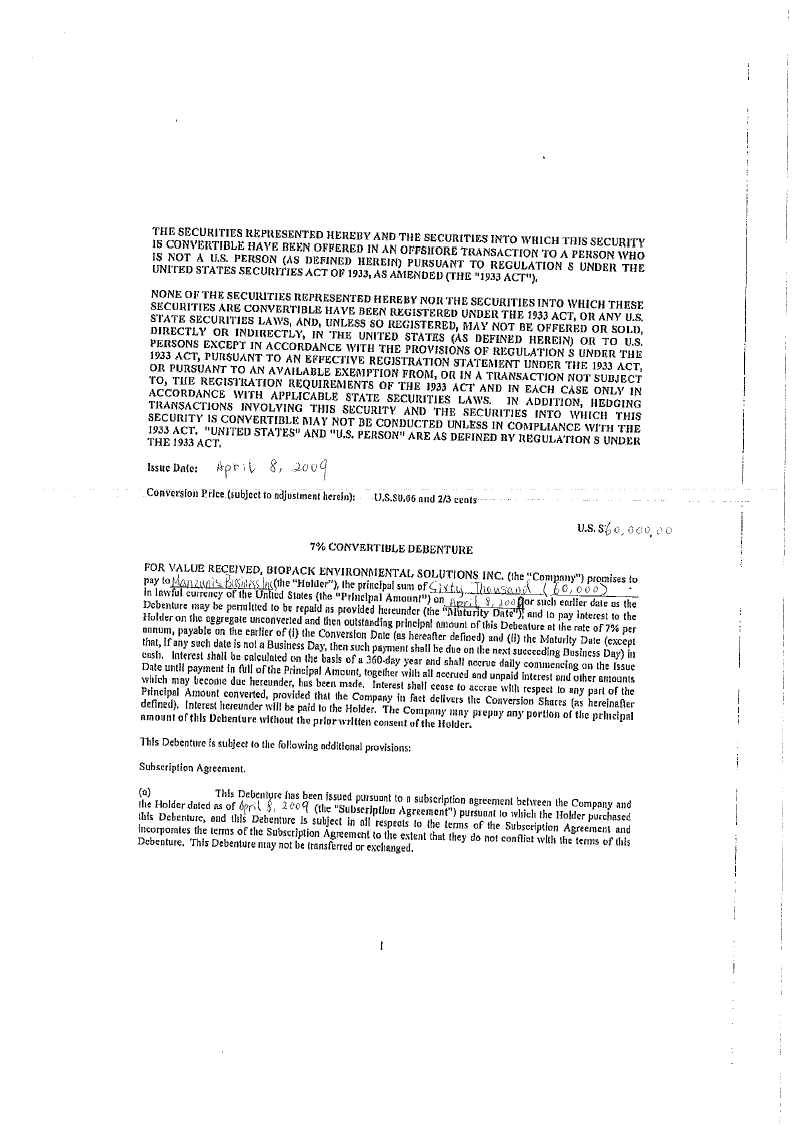 THE SECURITIES REPRESENTED HEREBY AND THE SECURITIES INTO WHICH THIS SECURITY
IS CONVERTIBLE HAVE BEEN OFFERED IN AN OFFSHORE TRANSACTION TO A PERSON WHO
IS NOT A U.S. PERSON (AS DEFINED HEREIN) PURSUANT TO REGULATION S UNDER THE
UNITED STATES SECURITIES ACT OF 1933, AS AMENDED (THE "1933 ACT").
NONE OF THE SECURITIES REPRESENTED HEREBY NOR THE SECURITIES INTO WHICH THESE
SECURITIES ARE CONVERTIBLE HAVE BEEN REGISTERED UNDER THE 1933 ACT, OR ANY U.S.
STATE SECURITIES LAWS, AND, UNLESS SO REGISTERED, MAY NOT BE OFFERED OR SOLD,
DIRECTLY OR INDIRECTLY, IN THE UNITED STATES (AS DEFINED HEREIN) OR TO U.S.
PERSONS EXCEPT IN ACCORDANCE WITH THE PROVISIONS OF REGULATION S UNDER THE
1933 ACT, PURSUANT TO AN EFFECTIVE REGISTRATION STATEMENT UNDER THE 1933 ACT,
OR PURSUANT TO AN AVAILABLE EXEMPTION FROM, OR IN A TRANSACTION NOT SUBJECT
TO, THE REGISTRATION REQUIREMENTS OF THE 1933 ACT AND IN EACH CASE ONLY IN
ACCORDANCE WITH APPLICABLE STATE SECURITIES LAWS. IN ADDITION, HEDGING
TRANSACTIONS INVOLVING THIS SECURITY AND THE SECURITIES INTO WHICH THIS
SECURITY IS CONVERTIBLE MAY NOT BE CONDUCTED UNLESS IN COMPLIANCE WITH THE
1933 ACT. "UNITED STATES" AND "U.S. PERSON" ARE AS DEFINED BY REGULATION S UNDER
THE 1933 ACT.
Issue Date: April 8, 2009
Conversion Price (subject to adjustment herein): U.S.$0.06 and 2/3 cents
U.S. $60,000.00
7% CONVERTIBLE DEBENTURE
FOR VALUE RECEIVED, BIOPACK ENVIRONMENTAL SOLUTIONS INC. (the "Company") promises to
pay to Business Inc (the "Holder"), the principal sum of Sixty Thousand (60,000)
in lawful currency of the United States (the "Principal Amount") on April 8, or such earlier date as the
Debenture may be permitted to be repaid as provided hereunder (the "Maturity Date"), and to pay interest to the
Holder on the aggregate unconverted and then outstanding principal amount of this Debenture at the rate of 7% per
annum, payable on the earlier of (i) the Conversion Date (as hereafter defined) and (ii) the Maturity Date (except
that, if any such date is not a Business Day, then such payment shall be due on the next succeeding Business Day) in
cash. Interest shall be calculated on the basis of a 360-day year and shall accrue daily commencing on the Issue
Date until payment in full of the Principal Amount, together with all accrued and unpaid interest and other amounts
which may become due hereunder, has been made. Interest shall cease to accrue with respect to any part of the
Principal Amount converted, provided that the Company in fact delivers the Conversion Shares (as hereinafter
defined). Interest hereunder will be paid to the Holder. The Company may prepay any portion of the principal
amount of this Debenture without the prior written consent of the Holder.
This Debenture is subject to the following additional provisions:
Subscription Agreement.
(a) This Debenture has been issued pursuant to a subscription agreement between the Company and
the Holder dated as of April 8, 2009 (the "Subscription Agreement") pursuant to which the Holder purchased
this Debenture, and this Debenture is subject in all respects to the terms of the Subscription Agreement and
incorporates the terms of the Subscription Agreement to the extent that they do not conflict with the terms of this
Debenture. This Debenture may not be transferred or exchanged.
1